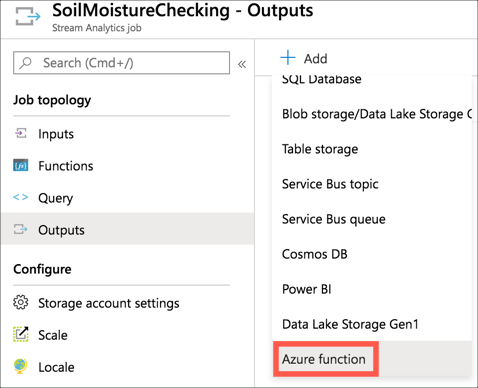 SoilMoistureChecking - Outputs
Stream Analytics job
Search (Cmd+/)
«
Job topology
Inputs
Functions
<> Query
Outputs
Configure
Storage account settings
Scale
Locale
+ Add
SQL Database
Blob storage/Data Lake Storage G
Table storage
Service Bus topic
Service Bus queue
Cosmos DB
Power BI
Data Lake Storage Gen1
Azure function